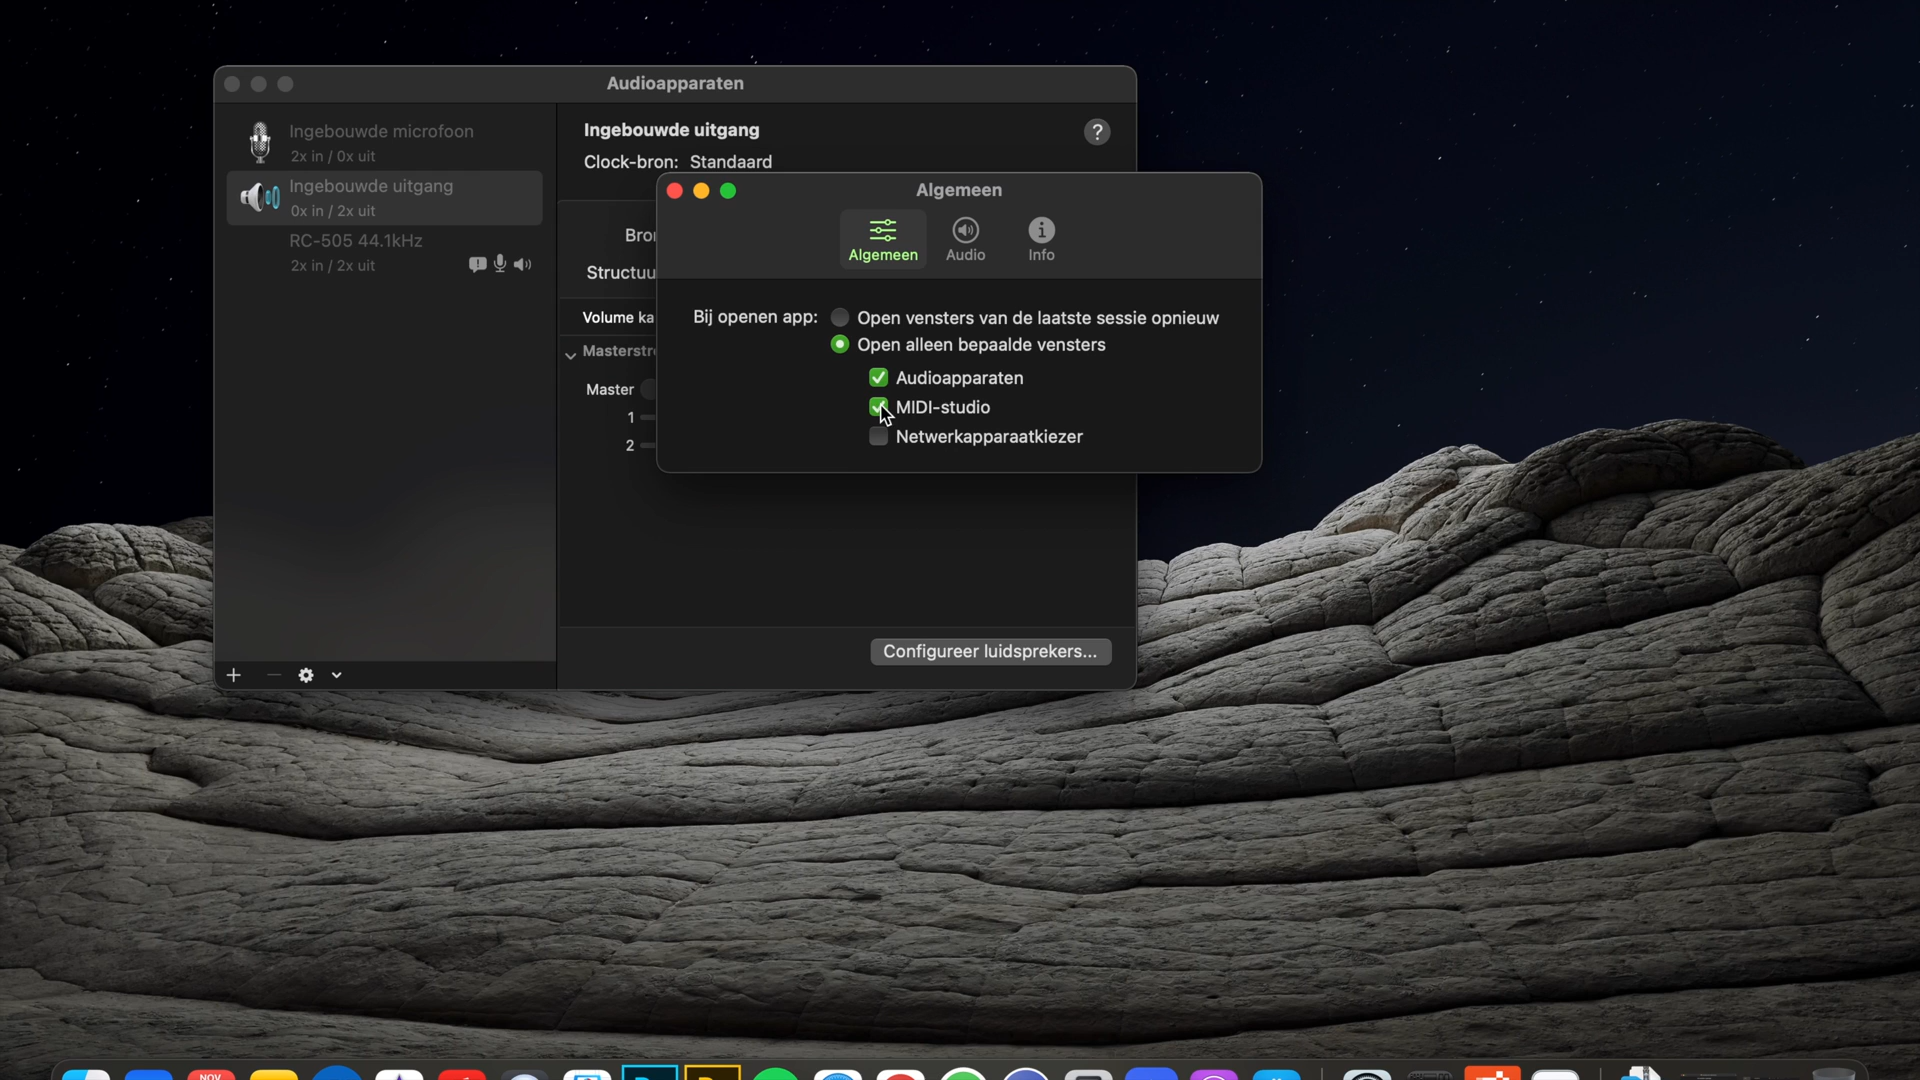 Audioapparaten
Ingebouwde microfoon
2x in / 0x uit
Ingebouwde uitgang
0x in / 2x uit
RC-505 44.1kHz
2x in / 2x uit
Ingebouwde uitgang
?
Clock-bron: Standaard
Bron
Structuu
Volume ka
Masterstr
Master
1
2
Configureer luidsprekers...
Algemeen
Algemeen
Audio
Info
Bij openen app:
Open vensters van de laatste sessie opnieuw
Open alleen bepaalde vensters
Audioapparaten
MIDI-studio
Netwerkapparaatkiezer
NOV